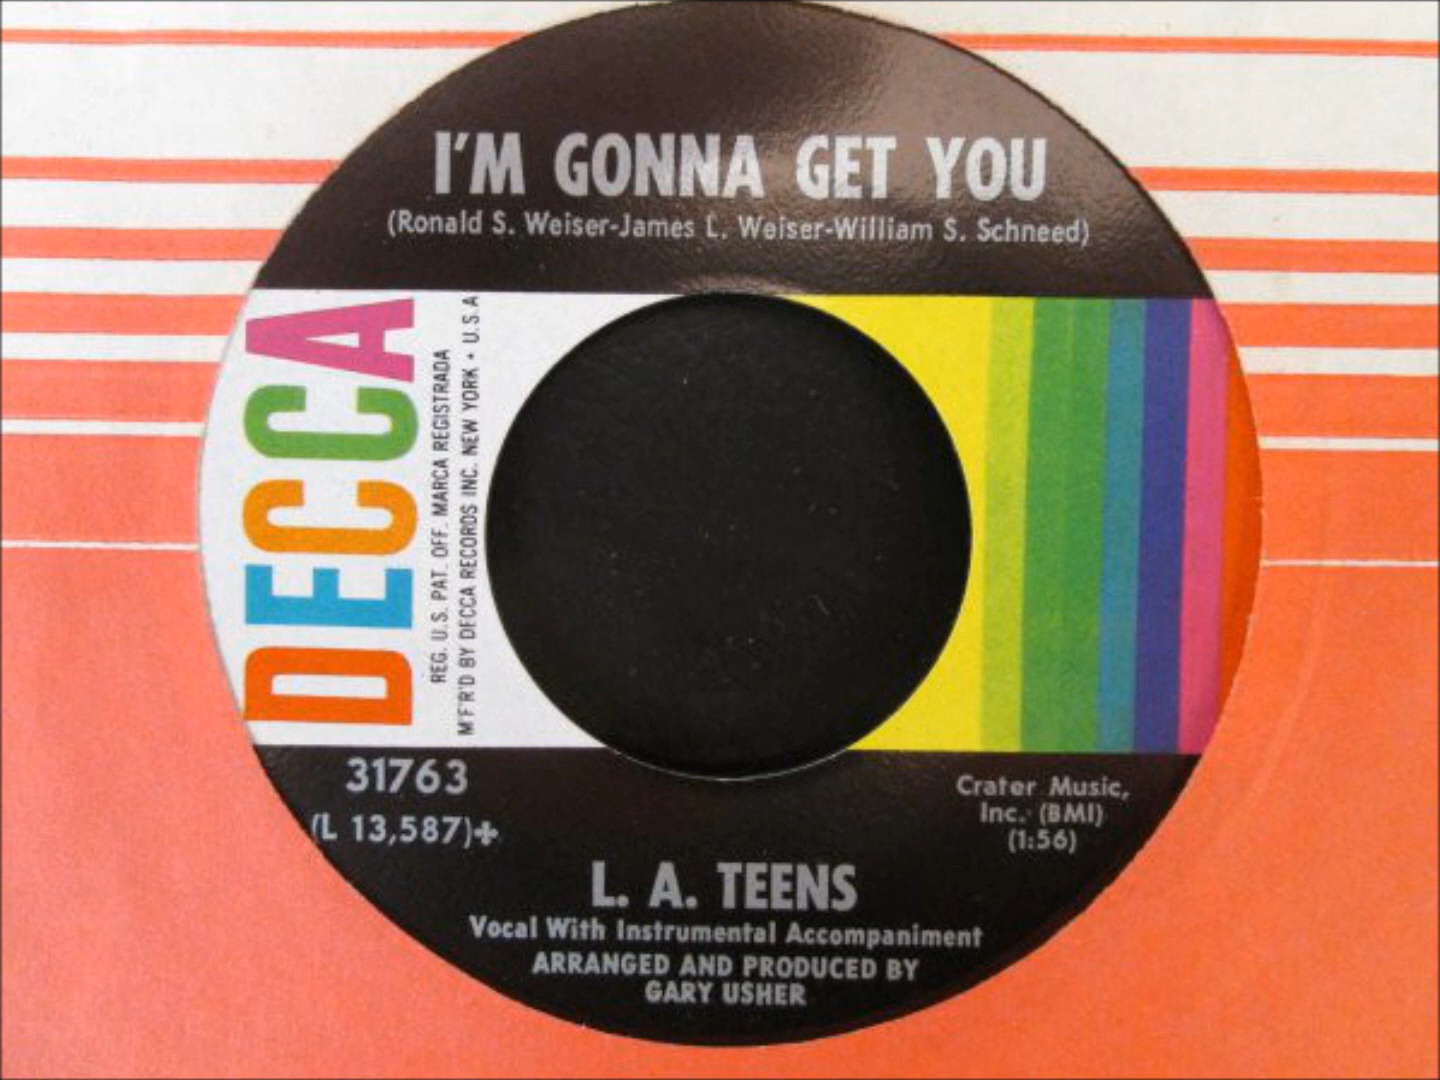 I'M GONNA GET YOU
(Ronald S. Weiser-James L. Weiser-William S. Schneed)
DECCA
REG. U.S. PAT. OFF. MARCA REGISTRADA
M'F'R'D BY DECCA RECORDS INC. NEW YORK • U.S.A
31763
(L 13,587)+
Crater Music,
Inc. (BMI)
(1:56)
L. A. TEENS
Vocal With Instrumental Accompaniment
ARRANGED AND PRODUCED BY
GARY USHER